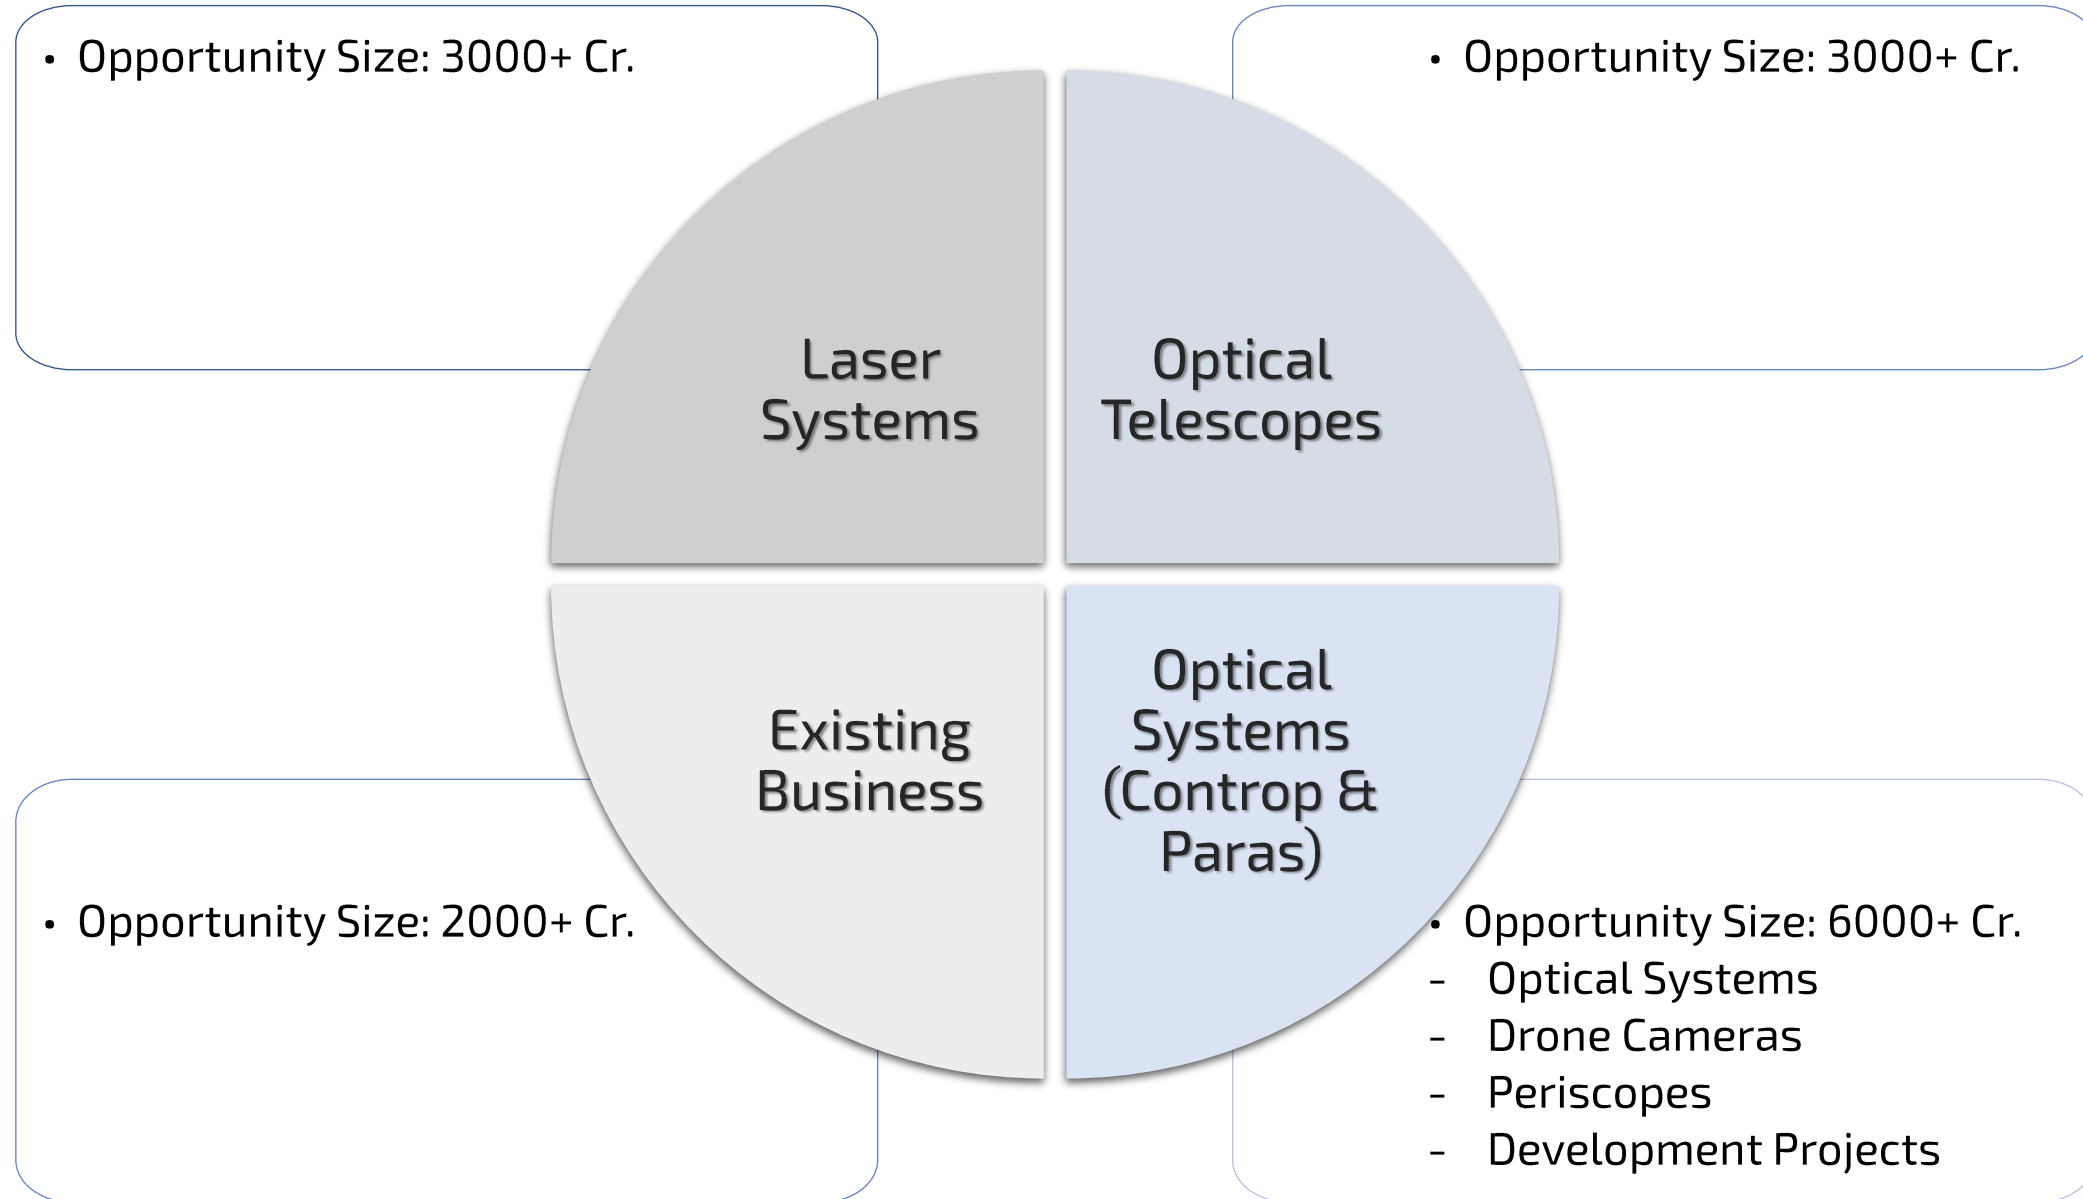 • Opportunity Size: 3000+ Cr.
• Opportunity Size: 3000+ Cr.
Laser
Systems
Optical
Telescopes
Existing
Business
Optical
Systems
(Controp &
Paras)
• Opportunity Size: 2000+ Cr.
• Opportunity Size: 6000+ Cr.
- Optical Systems
- Drone Cameras
- Periscopes
- Development Projects